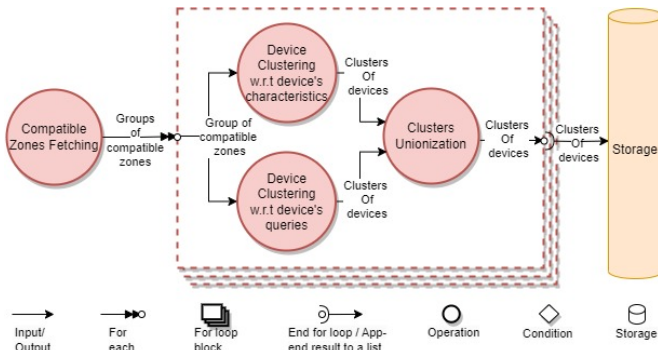 Compatible
Zones Fetching
Groups
of
compatible
zones
Group of
compatible
zones
Device
Clustering
w.r.t device's
characteristics
Clusters
Of
devices
Device
Clustering
w.r.t device's
queries
Clusters
Of
devices
Clusters
Unionization
Clusters
Of
devices
Clusters
Of
devices
Storage
Input/
Output
For
each
For loop
block
End for loop / App-
end result to a list
Operation
Condition
Storage